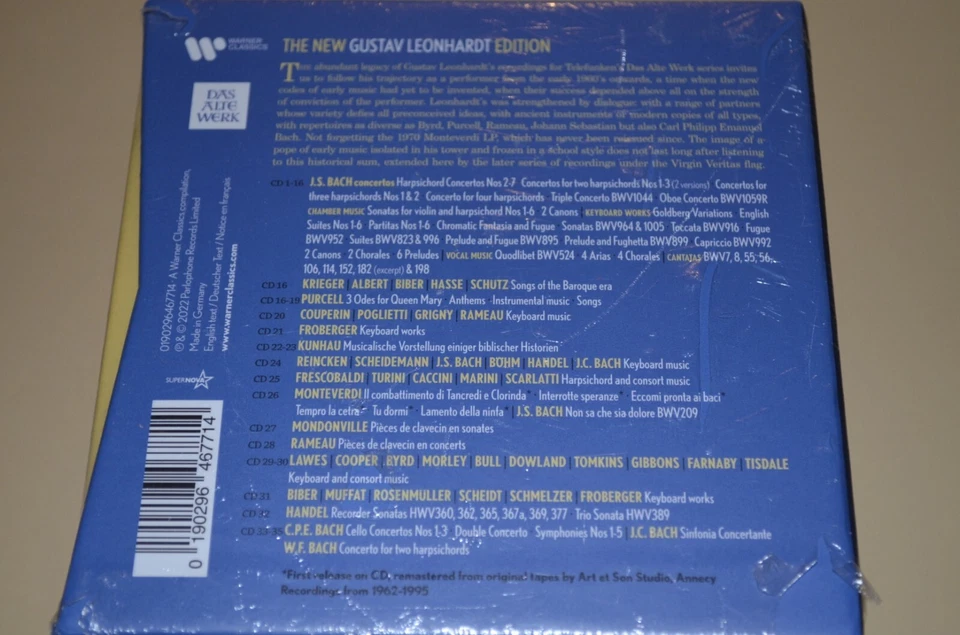 WARNER
CLASSICS
THE NEW GUSTAV LEONHARDT EDITION
DAS
ALTE
WERK
The abundant legacy of Gustav Leonhardt's recordings for Telefunken's Das Alte Werk series invites
us to follow his trajectory as a performer from the early 1960's onwards, a time when the new
codes of early music had yet to be invented, when their success depended above all on the strength
of conviction of the performer. Leonhardt's was strengthened by dialogue: with a range of partners
whose variety defies all preconceived ideas, with ancient instruments or modern copies of all types,
with repertoires as diverse as Byrd, Purcell, Rameau, Johann Sebastian but also Carl Philipp Emanuel
Bach. Not forgetting the 1970 Monteverdi LP, which has never been reissued since. The image of a
pope of early music isolated in his tower and frozen in a school style does not last long after listening
to this historical sum, extended here by the later series of recordings under the Virgin Veritas flag.
CD 1-16 J.S. BACH concertos Harpsichord Concertos Nos 2-7 Concertos for two harpsichords Nos 1-3 (2 versions) Concertos for
three harpsichords Nos 1 & 2 Concerto for four harpsichords Triple Concerto BWV1044 Oboe Concerto BWV1059R
CHAMBER MUSIC Sonatas for violin and harpsichord Nos 1-6 2 Canons | KEYBOARD WORKS Goldberg Variations English
Suites Nos 1-6 Partitas Nos 1-6 Chromatic Fantasia and Fugue Sonatas BWV964 & 1005 Toccata BWV916 Fugue
BWV952 Suites BWV823 & 996 Prelude and Fugue BWV895 Prelude and Fughetta BWV899 Capriccio BWV992
2 Canons 2 Chorales 6 Preludes | VOCAL MUSIC Quodlibet BWV524 4 Arias 4 Chorales | CANTATAS BWV7, 8, 55, 56,
106, 114, 152, 182 (excerpt) & 198
CD 16 KRIEGER | ALBERT | BIBER | HASSE | SCHUTZ Songs of the Baroque era
CD 16-19 PURCELL 3 Odes for Queen Mary Anthems Instrumental music Songs
CD 20 COUPERIN | POGLIETTI | GRIGNY | RAMEAU Keyboard music
CD 21 FROBERGER Keyboard works
CD 22-23 KUNHAU Musicalische Vorstellung einiger biblischer Historien
CD 24 REINCKEN | SCHEIDEMANN | J.S. BACH | BÖHM | HANDEL | J.C. BACH Keyboard music
CD 25 FRESCOBALDI | TURINI | CACCINI | MARINI | SCARLATTI Harpsichord and consort music
CD 26 MONTEVERDI Il combattimento di Tancredi e Clorinda* Interrotte speranze* Eccomi pronta ai baci*
Tempro la cetra* Tu dormi* Lamento della ninfa* | J.S. BACH Non sa che sia dolore BWV209
CD 27 MONDONVILLE Pièces de clavecin en sonates
CD 28 RAMEAU Pièces de clavecin en concerts
CD 29-30 LAWES | COOPER | BYRD | MORLEY | BULL | DOWLAND | TOMKINS | GIBBONS | FARNABY | TISDALE
Keyboard and consort music
CD 31 BIBER | MUFFAT | ROSENMULLER | SCHEIDT | SCHMELZER | FROBERGER Keyboard works
CD 32 HANDEL Recorder Sonatas HWV360, 362, 365, 367a, 369, 377 Trio Sonata HWV389
CD 33-35 C.P.E. BACH Cello Concertos Nos 1-3 Double Concerto Symphonies Nos 1-5 | J.C. BACH Sinfonia Concertante
W.F. BACH Concerto for two harpsichords
*First release on CD, remastered from original tapes by Art et Son Studio, Annecy
Recordings from 1962-1995
0190296467714 A Warner Classics compilation,
℗ & © 2022 Parlophone Records Limited
Made in Germany
English text / Deutscher Text / Notice en français
www.warnerclassics.com
SUPERNOVA
0 190296 467714